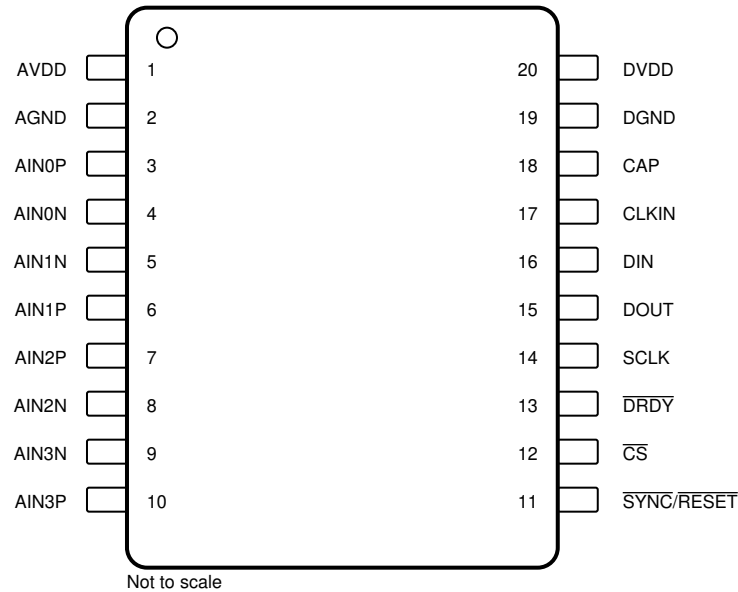 AVDD 1 20 DVDD
AGND 2 19 DGND
AIN0P 3 18 CAP
AIN0N 4 17 CLKIN
AIN1N 5 16 DIN
AIN1P 6 15 DOUT
AIN2P 7 14 SCLK
AIN2N 8 13 DRDY
AIN3N 9 12 CS
AIN3P 10 11 SYNC/RESET
Not to scale